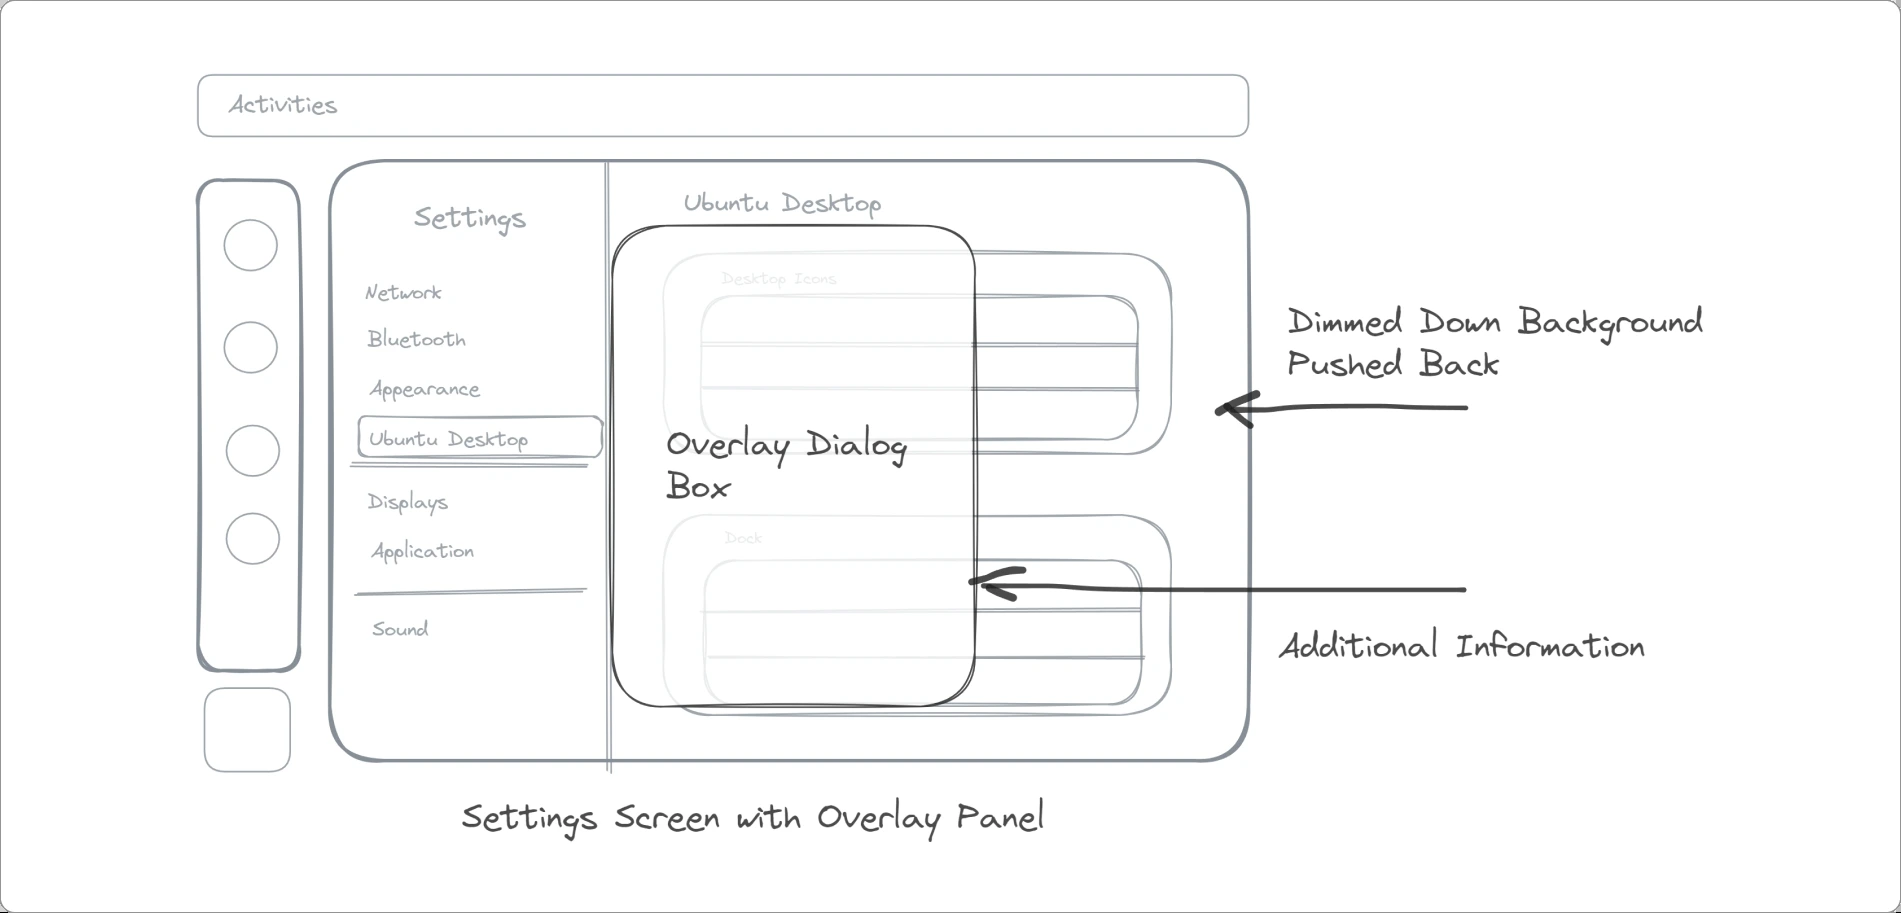 Activities
Settings
Network
Bluetooth
Appearance
Ubuntu Desktop
Displays
Application
Sound
Ubuntu Desktop
Desktop Icons
Overlay Dialog
Box
Dock
Dimmed Down Background
Pushed Back
Additional Information
Settings Screen with Overlay Panel